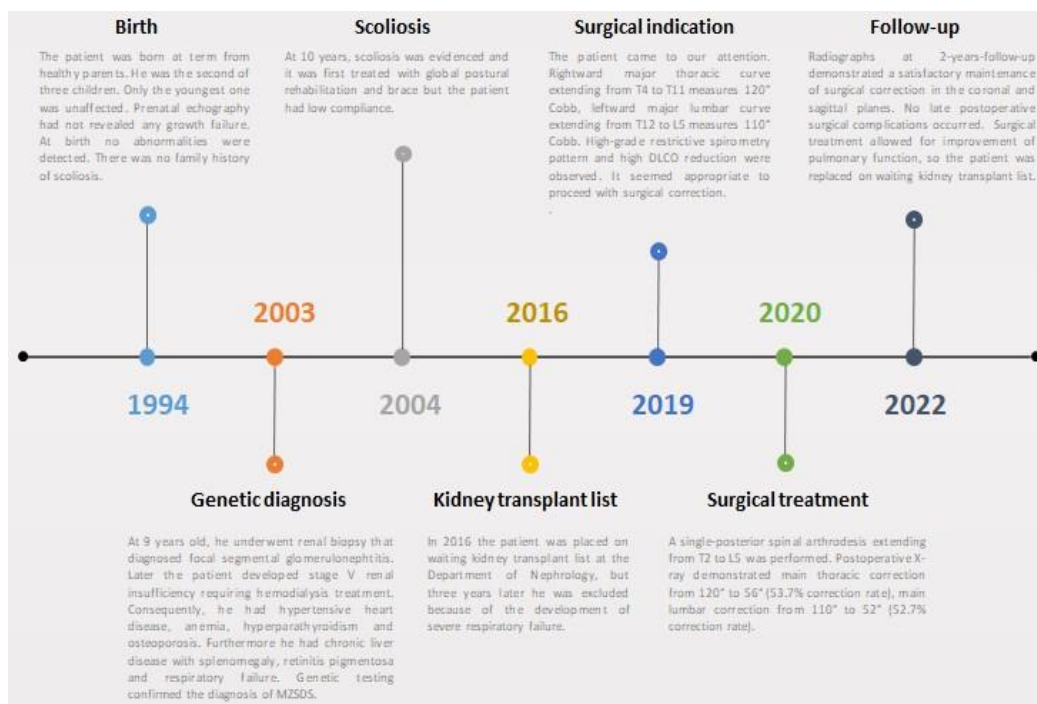 Birth
The patient was born at term from
healthy parents. He was the second of
three children. Only the youngest one
was unaffected. Prenatal echography
had not revealed any growth failure.
At birth no abnormalities were
detected. There was no family history
of scoliosis.
Scoliosis
At 10 years, scoliosis was evidenced and
it was first treated with global postural
rehabilitation and brace but the patient
had low compliance.
Surgical indication
The patient came to our attention.
Rightward major thoracic curve
extending from T4 to T11 measures 120°
Cobb, leftward major lumbar curve
extending from T12 to L5 measures 110°
Cobb. High-grade restrictive spirometry
pattern and high DLCO reduction were
observed. It seemed appropriate to
proceed with surgical correction.
.
Follow-up
Radiographs at 2-years-follow-up
demonstrated a satisfactory maintenance
of surgical correction in the coronal and
sagittal planes. No late postoperative
surgical complications occurred. Surgical
treatment allowed for improvement of
pulmonary function, so the patient was
replaced on waiting kidney transplant list.
2003
2016
2020
1994
2004
2019
2022
Genetic diagnosis
At 9 years old, he underwent renal biopsy that
diagnosed focal segmental glomerulonephtitis.
Later the patient developed stage V renal
insufficiency requiring hemodialysis treatment.
Consequently, he had hypertensive heart
disease, anemia, hyperparathyroidism and
osteoporosis. Furthermore he had chronic liver
disease with splenomegaly, retinitis pigmentosa
and respiratory failure. Genetic testing
confirmed the diagnosis of MZSDS.
Kidney transplant list
In 2016 the patient was placed on
waiting kidney transplant list at the
Department of Nephrology, but
three years later he was excluded
because of the development of
severe respiratory failure.
Surgical treatment
A single-posterior spinal arthrodesis extending
from T2 to L5 was performed. Postoperative X-
ray demonstrated main thoracic correction
from 120° to 56° (53.7% correction rate), main
lumbar correction from 110° to 52° (52.7%
correction rate).